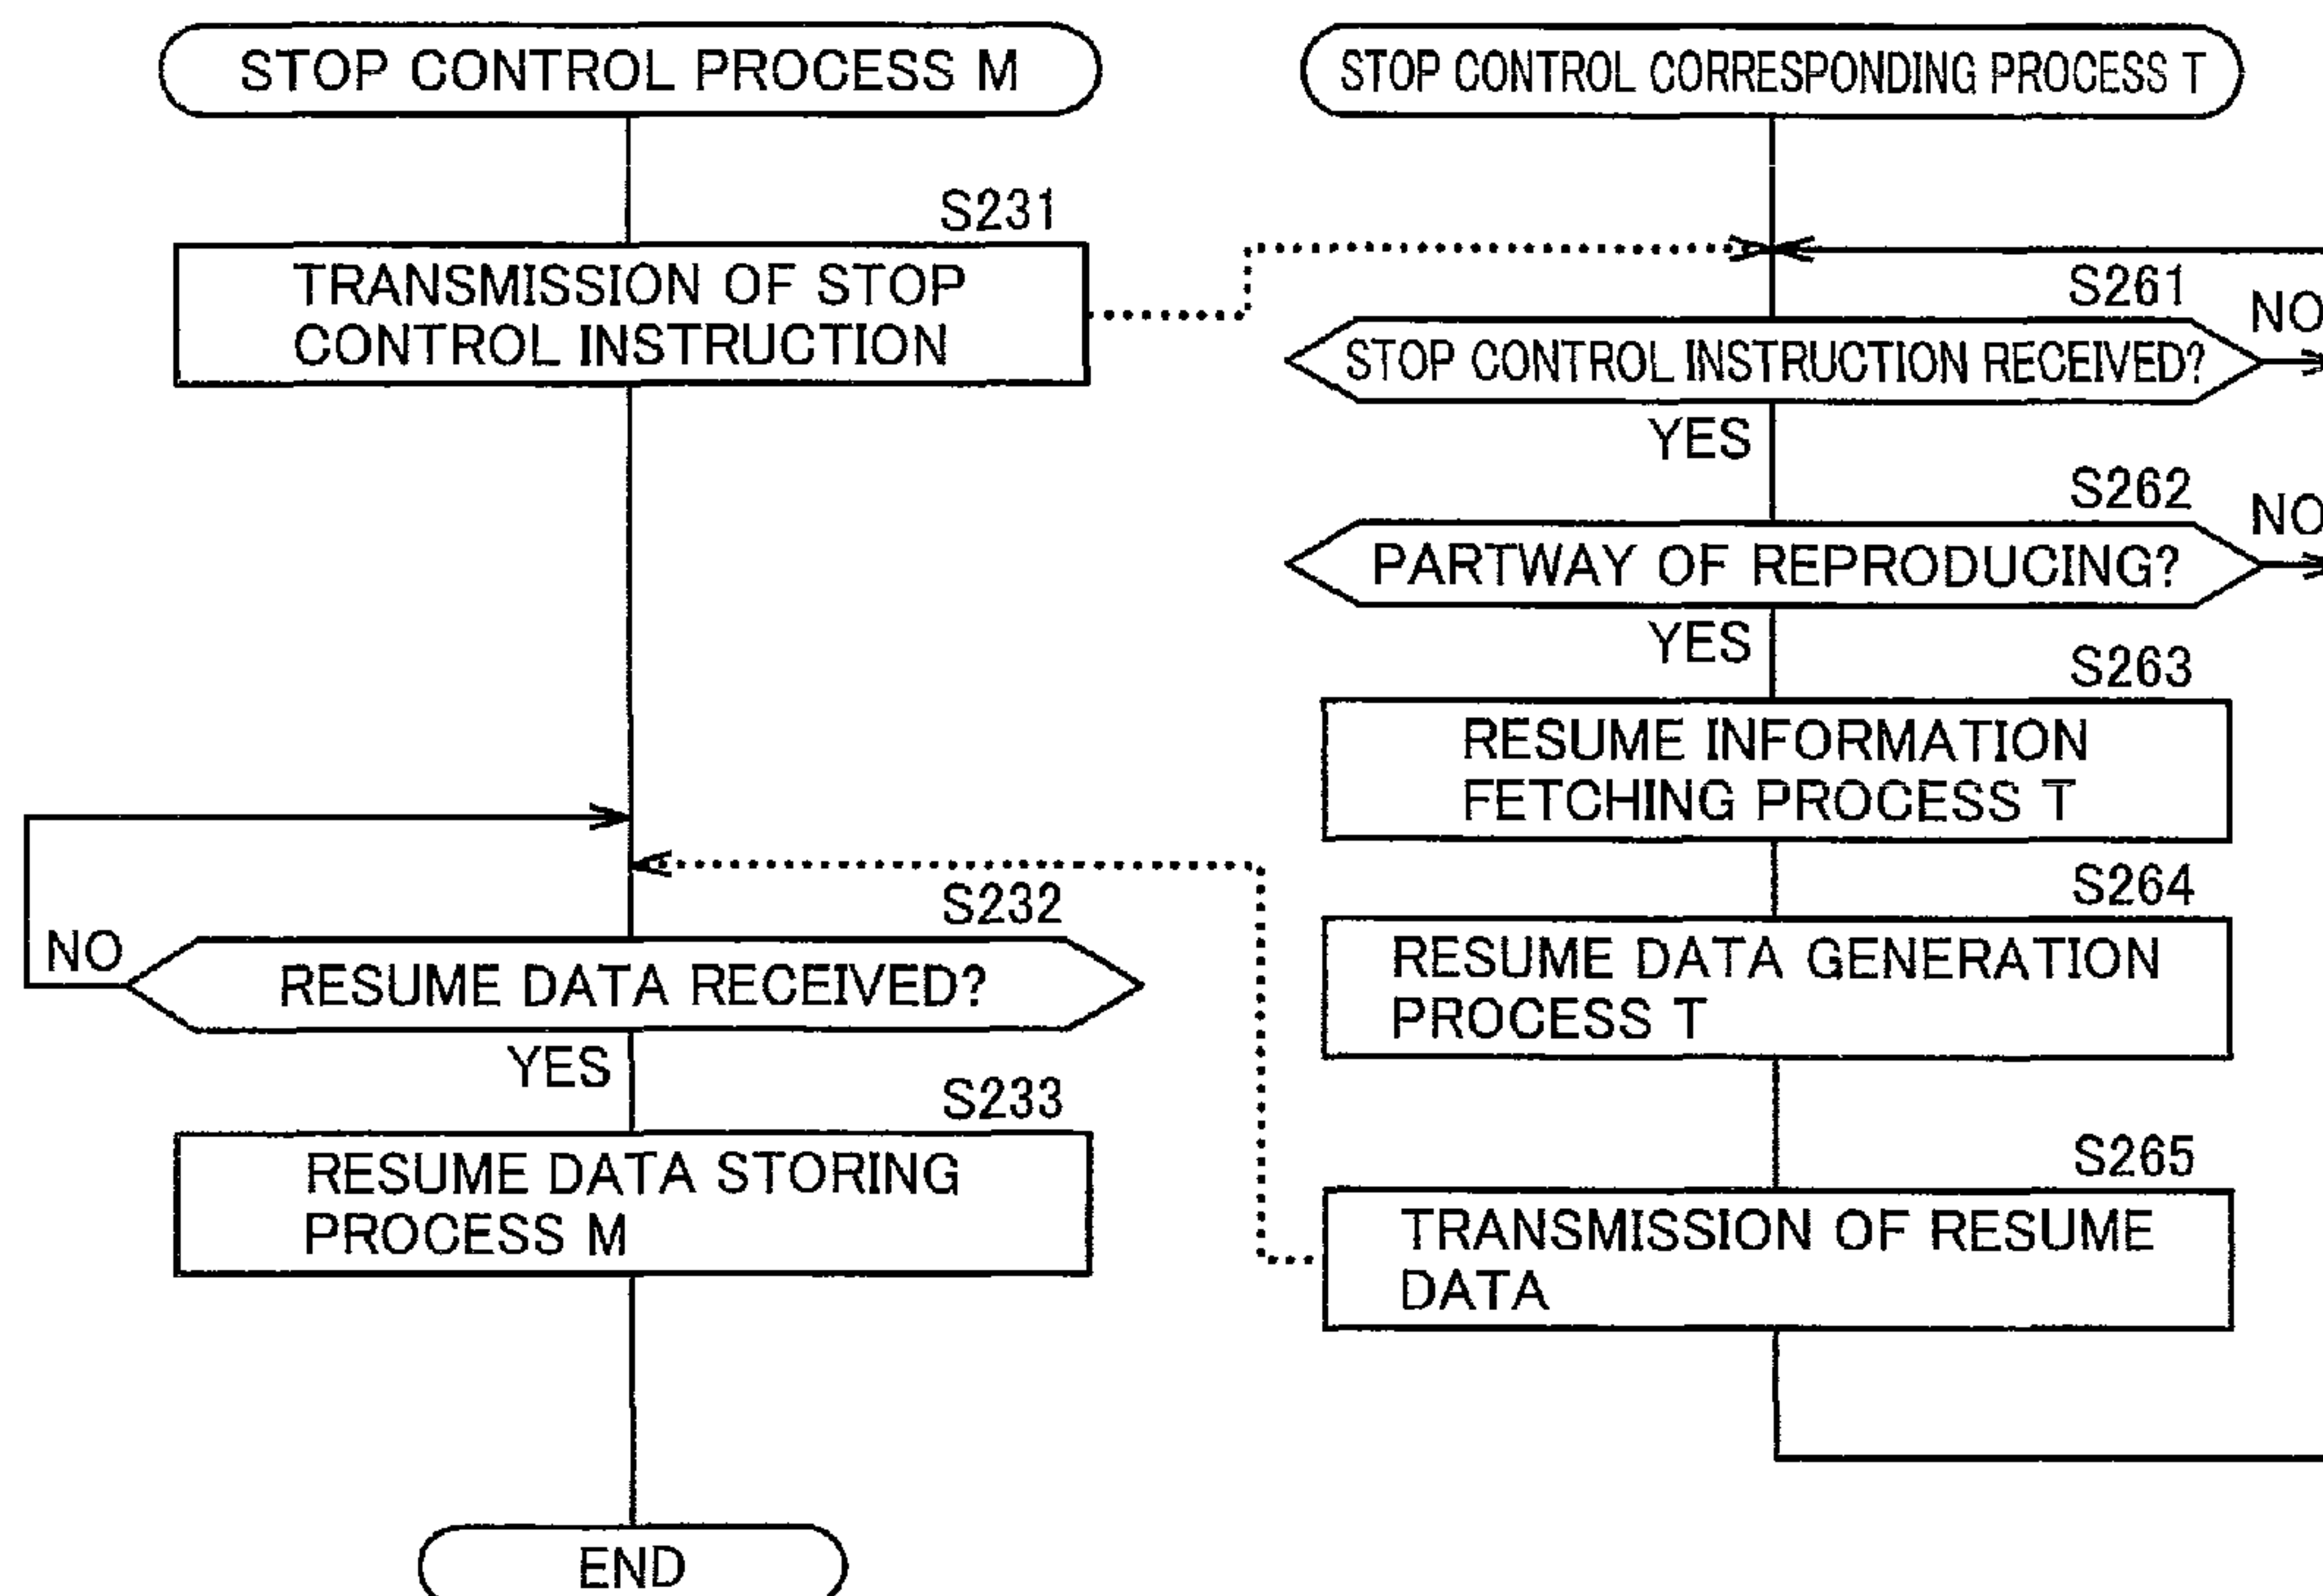 STOP CONTROL PROCESS M
S231
TRANSMISSION OF STOP
CONTROL INSTRUCTION
NO
S232
RESUME DATA RECEIVED?
YES
S233
RESUME DATA STORING
PROCESS M
END
STOP CONTROL CORRESPONDING PROCESS T
S261
NO
STOP CONTROL INSTRUCTION RECEIVED?
YES
S262
NO
PARTWAY OF REPRODUCING?
YES
S263
RESUME INFORMATION
FETCHING PROCESS T
S264
RESUME DATA GENERATION
PROCESS T
S265
TRANSMISSION OF RESUME
DATA